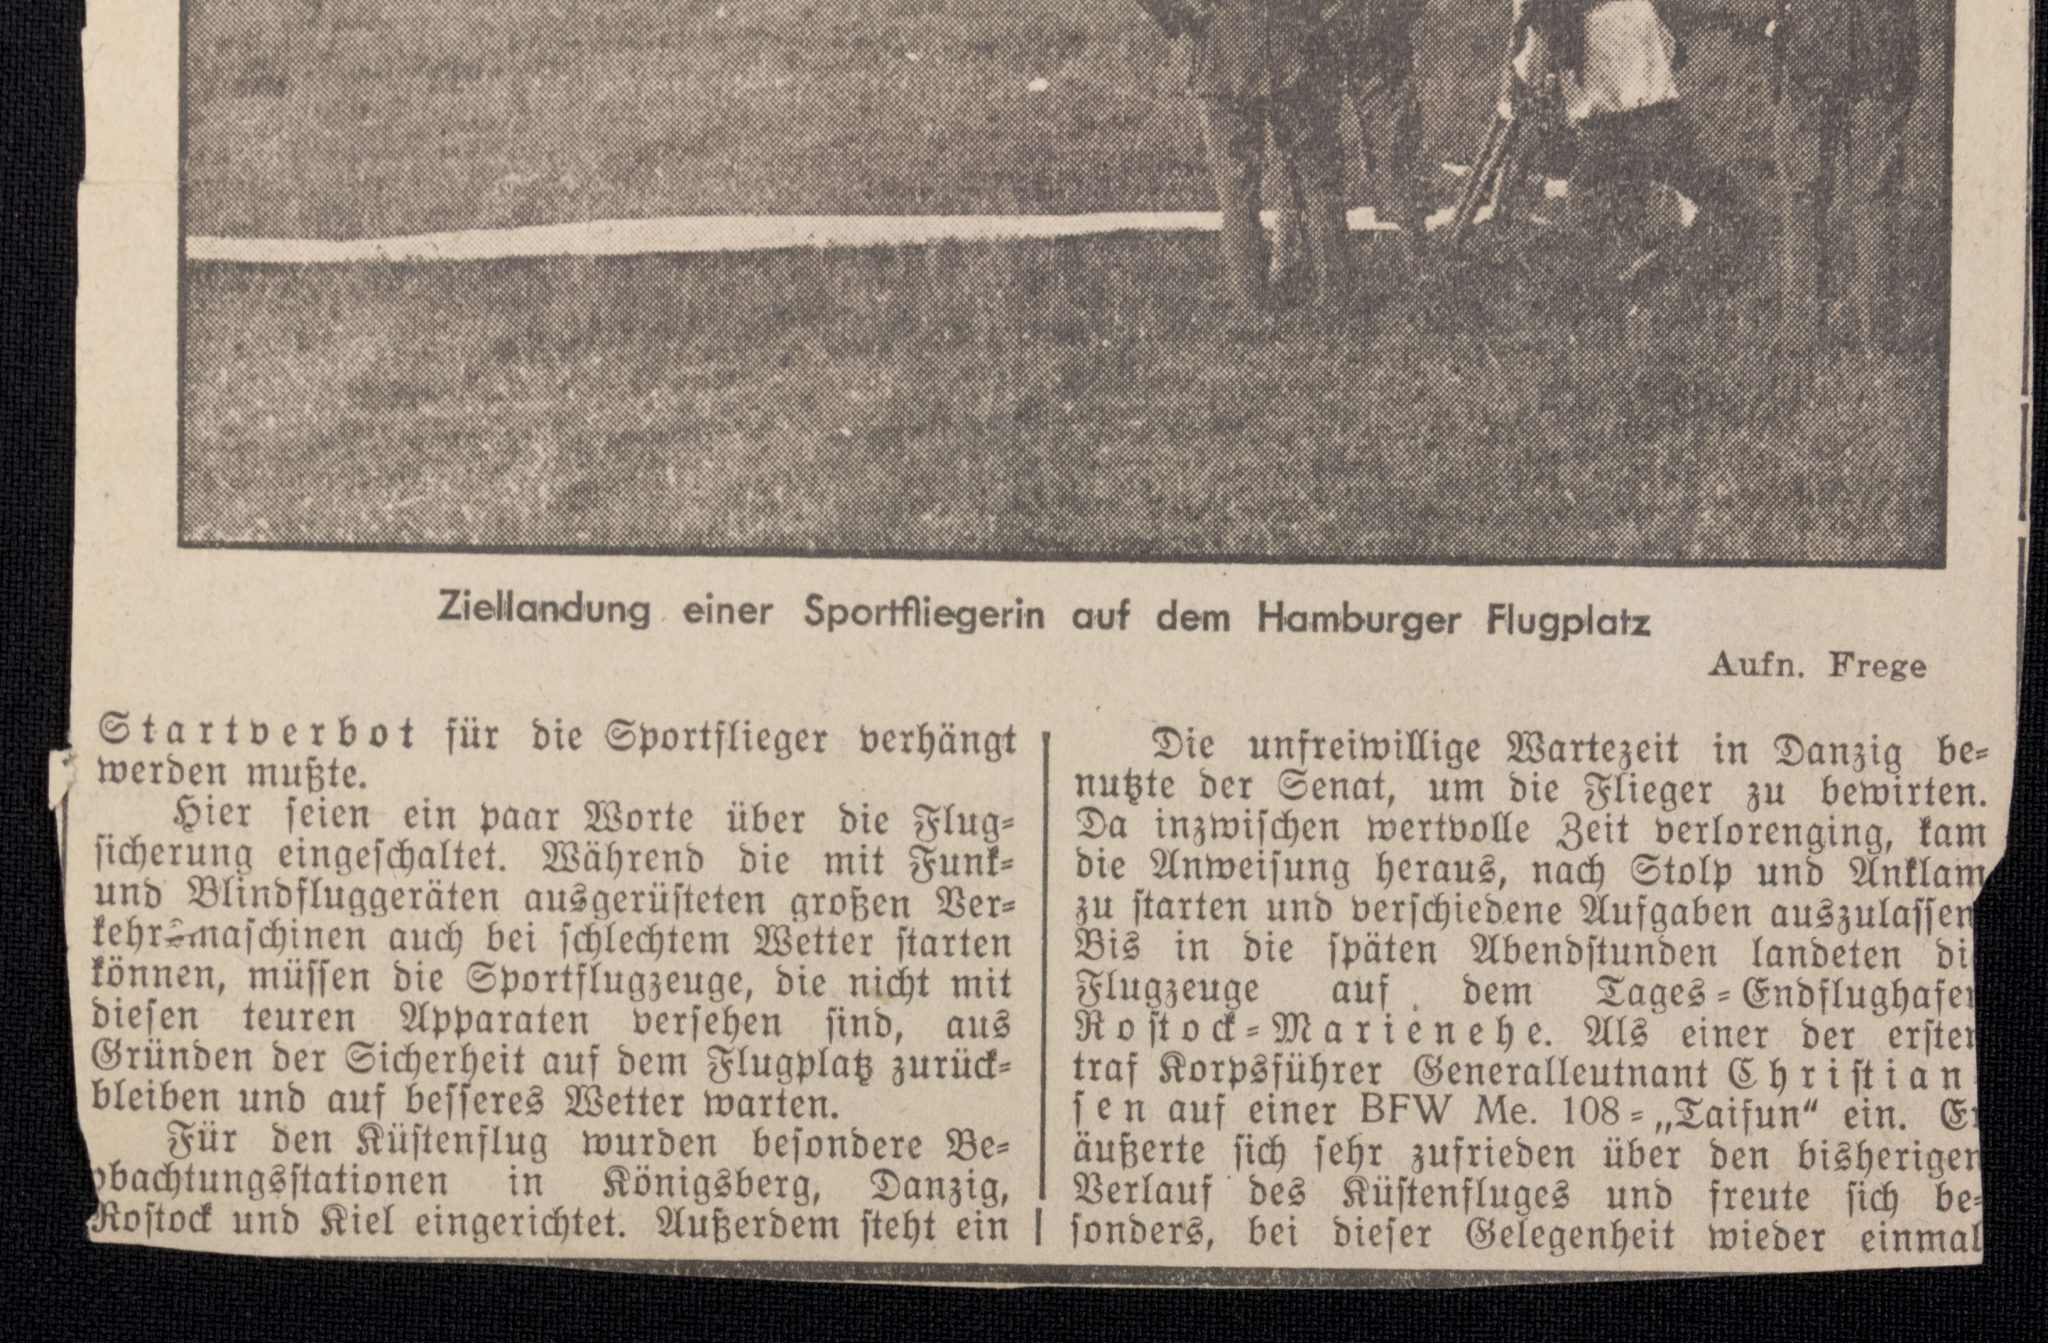 Ziellandung einer Sportfliegerin auf dem Hamburger Flugplatz
Aufn. Frege
Startverbot für die Sportflieger verhängt
werden mußte.
Hier seien ein paar Worte über die Flug-
sicherung eingeschaltet. Während die mit Funk-
und Blindfluggeräten ausgerüsteten großen Ver-
kehrsmaschinen auch bei schlechtem Wetter starten
können, müssen die Sportflugzeuge, die nicht mit
diesen teuren Apparaten versehen sind, aus
Gründen der Sicherheit auf dem Flugplatz zurück-
bleiben und auf besseres Wetter warten.
Für den Küstenflug wurden besondere Be-
obachtungsstationen in Königsberg, Danzig,
Rostock und Kiel eingerichtet. Außerdem steht ein
Die unfreiwillige Wartezeit in Danzig be-
nutzte der Senat, um die Flieger zu bewirten.
Da inzwischen wertvolle Zeit verlorenging, kam
die Anweisung heraus, nach Stolp und Anklam
zu starten und verschiedene Aufgaben auszulassen
Bis in die späten Abendstunden landeten di
Flugzeuge auf dem Tages-Endflughafen
Rostock-Marienehe. Als einer der ersten
traf Korpsführer Generalleutnant Christian
sen auf einer BFW Me. 108-„Taifun“ ein. Er
äußerte sich sehr zufrieden über den bisherigen
Verlauf des Küstenfluges und freute sich be-
sonders, bei dieser Gelegenheit wieder einmal